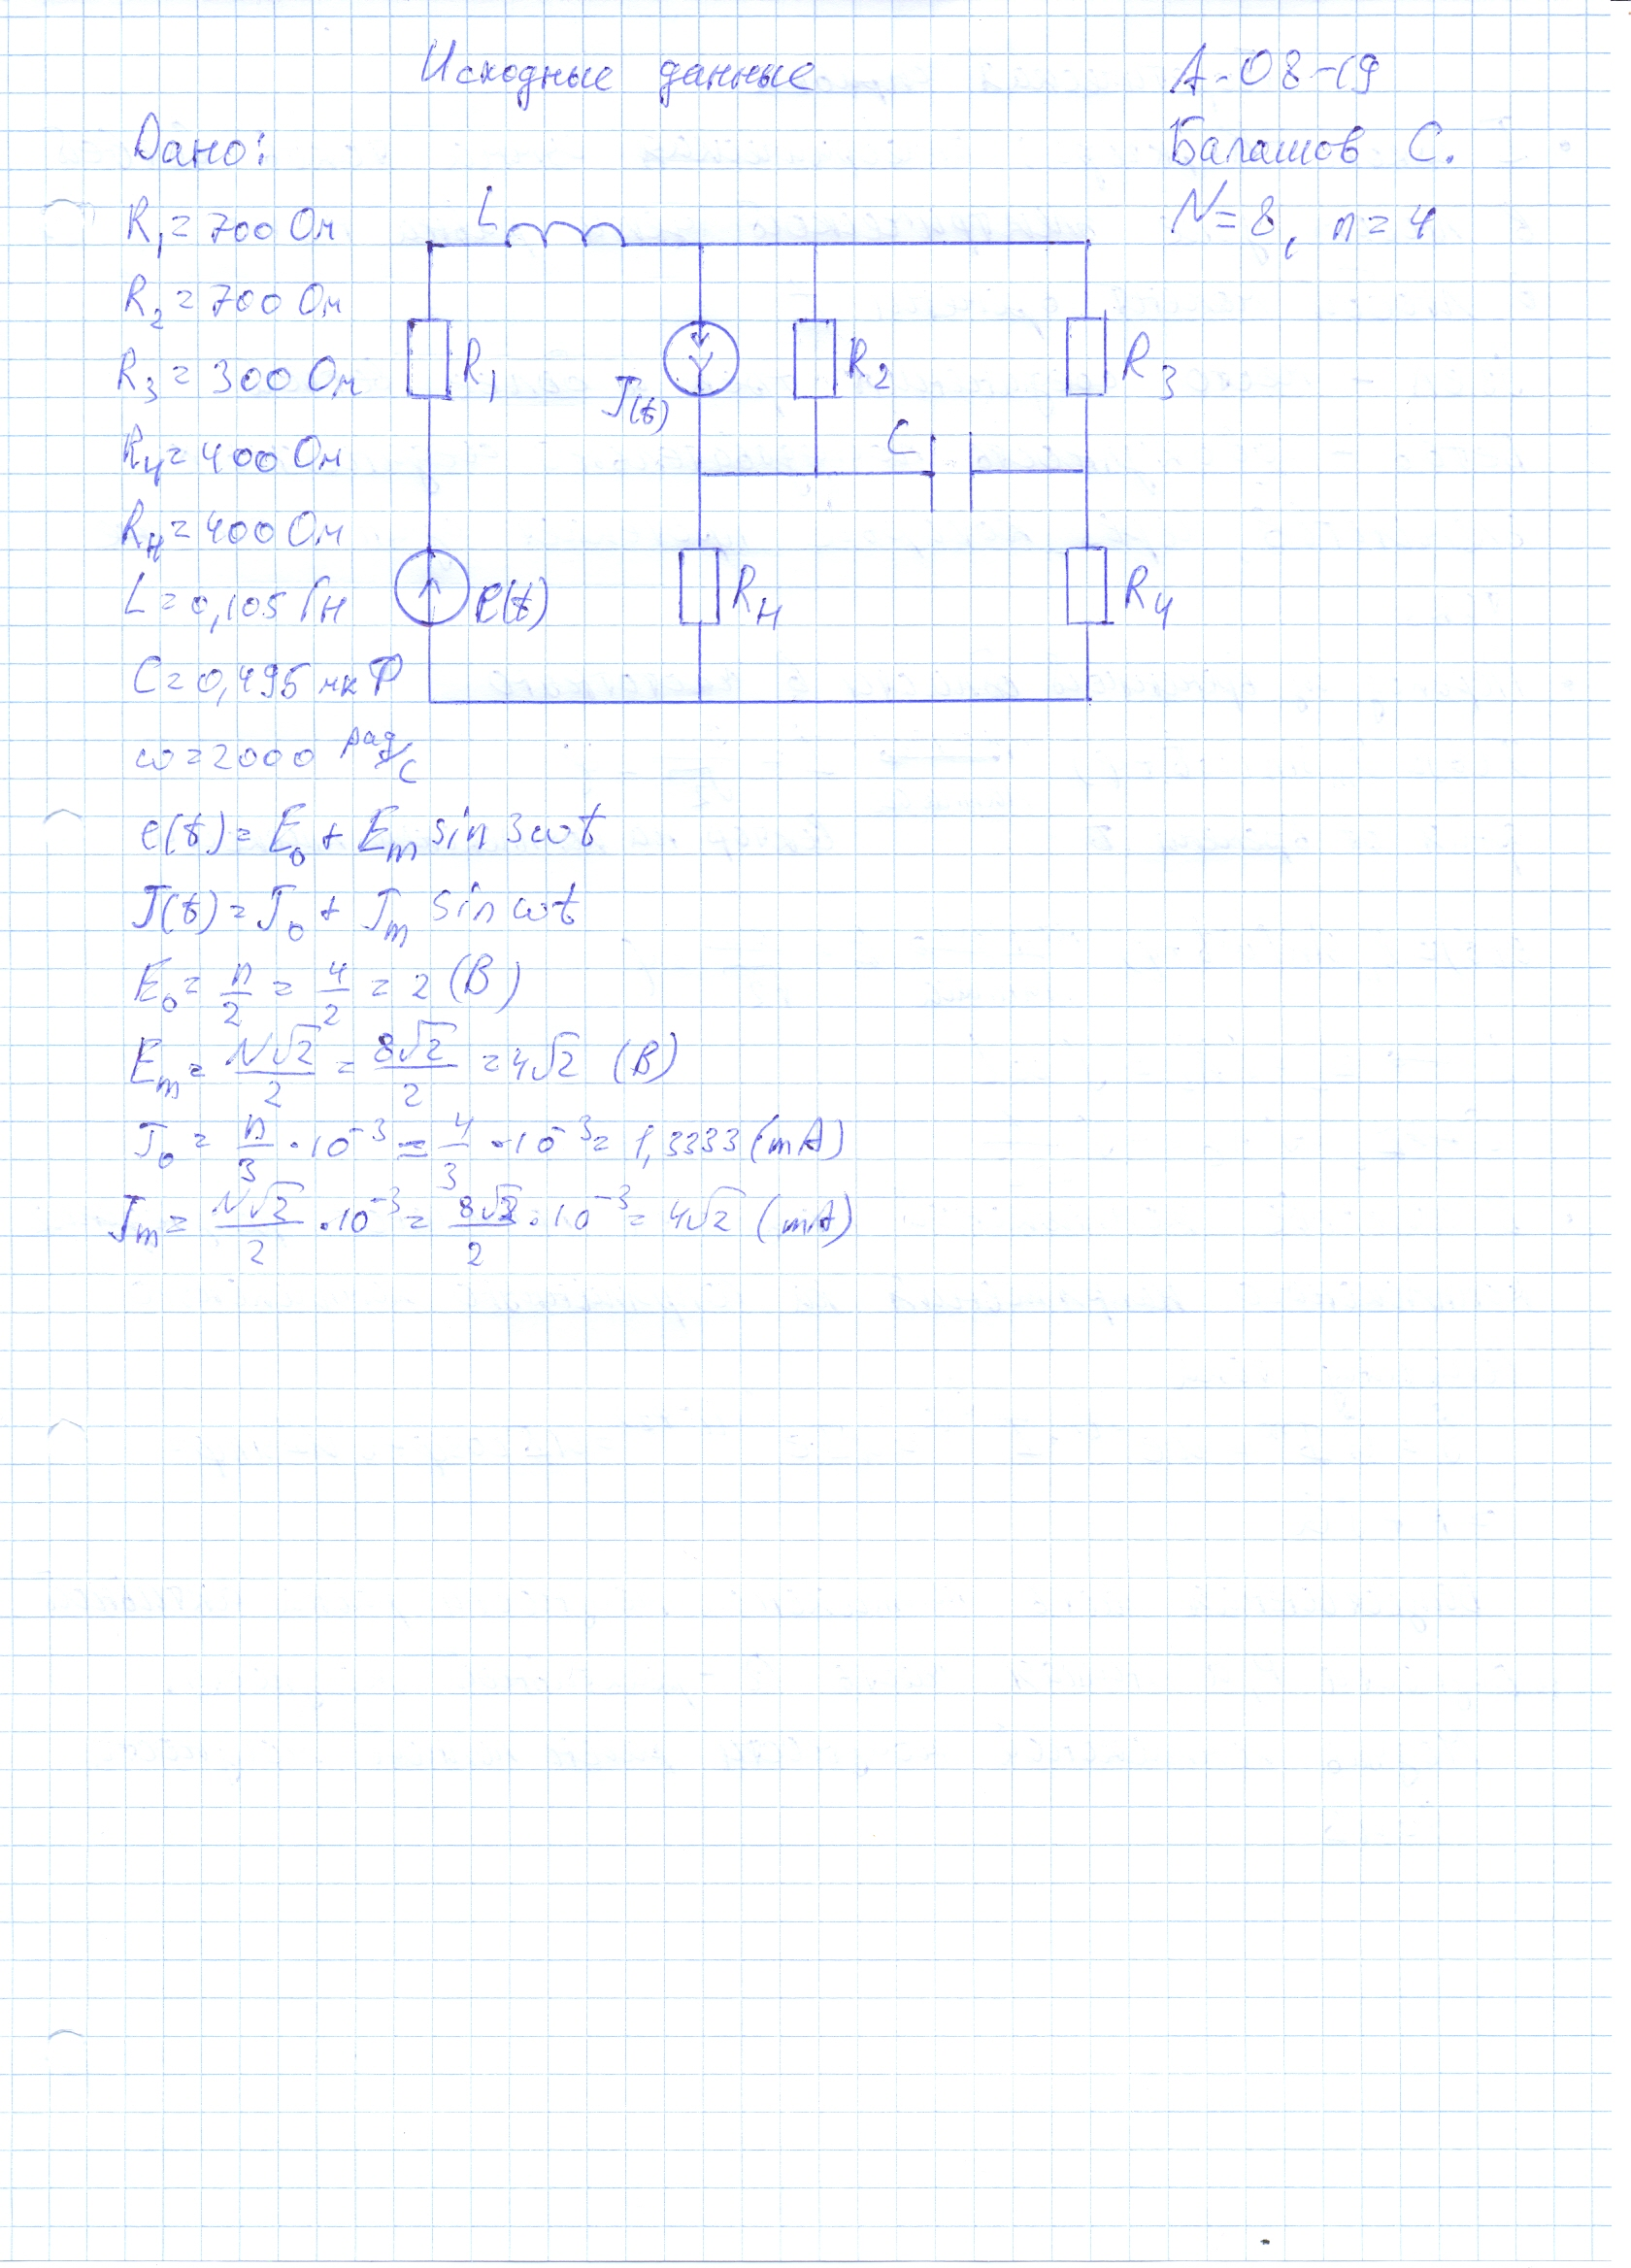 Исходные данные
А-08-19
Дано:
Балашов С.
N=8, n=4
R₁=700 Ом
R₂=700 Ом
R₃=300 Ом
R₄=400 Ом
Rн=400 Ом
L=0,105 Гн
C=0,495 мкФ
ω=2000 рад/с
L
R₁
J(t)
R₂
R₃
C
e(t)
Rн
R₄
e(t)=E₀+Eₘ sin3ωt
J(t)=J₀+Jₘ sinωt
E₀=n/2=4/2=2 (В)
Eₘ=N√2/2=8√2/2=4√2 (В)
J₀=n/3·10⁻³=4/3·10⁻³=1,3333(mA)
Jₘ=N√2/2·10⁻³=8√2/2·10⁻³=4√2 (mA)